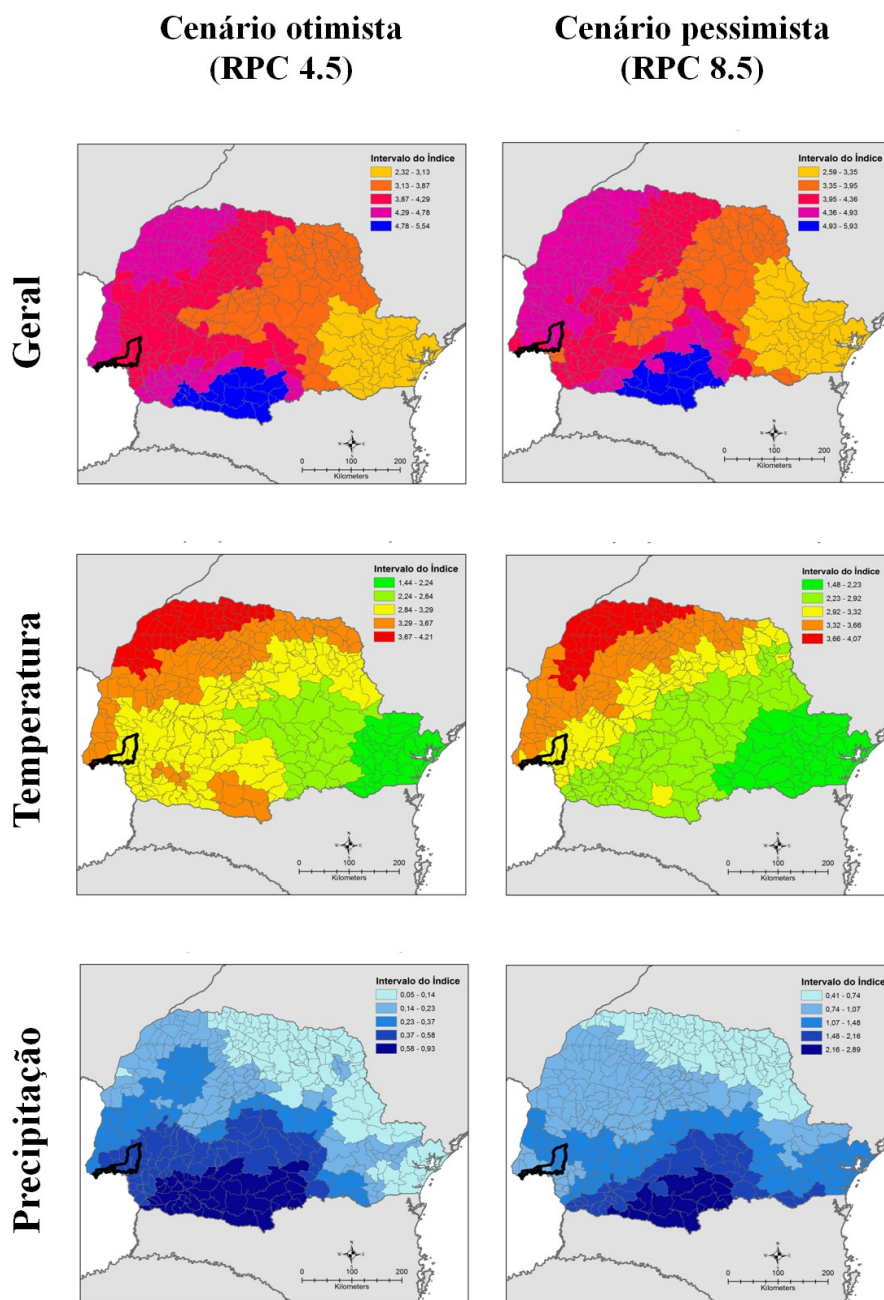 Cenário otimista
(RPC 4.5)
Cenário pessimista
(RPC 8.5)
Geral
Intervalo do Índice
2,32 - 3,13
3,13 - 3,87
3,87 - 4,29
4,29 - 4,78
4,78 - 5,54
N
W E
S
0 100 200
Kilometers
Intervalo do Índice
2,59 - 3,35
3,35 - 3,95
3,95 - 4,36
4,36 - 4,93
4,93 - 5,93
N
W E
S
0 100 200
Kilometers
Temperatura
Intervalo do Índice
1,44 - 2,24
2,24 - 2,84
2,84 - 3,29
3,29 - 3,67
3,67 - 4,21
N
W E
S
0 100 200
Kilometers
Intervalo do Índice
1,48 - 2,23
2,23 - 2,92
2,92 - 3,32
3,32 - 3,66
3,66 - 4,07
N
W E
S
0 100 200
Kilometers
Precipitação
Intervalo do Índice
0,05 - 0,14
0,14 - 0,23
0,23 - 0,37
0,37 - 0,58
0,58 - 0,93
N
W E
S
0 100 200
Kilometers
Intervalo do Índice
0,41 - 0,74
0,74 - 1,07
1,07 - 1,48
1,48 - 2,16
2,16 - 2,89
N
W E
S
0 100 200
Kilometers